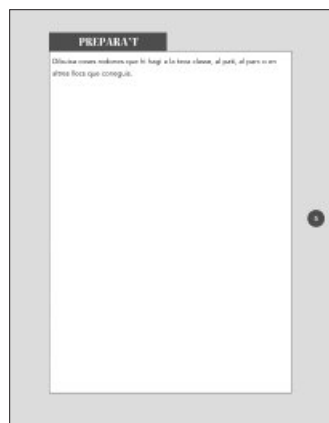 PREPARA'T
Dibuixa coses rodones que hi hagi a la teva classe, al pati, al parc o en
altres llocs que coneguis.
5